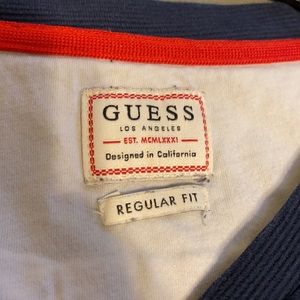 GUESS
LOS ANGELES
EST. MCMLXXXI
Designed in California
REGULAR FIT